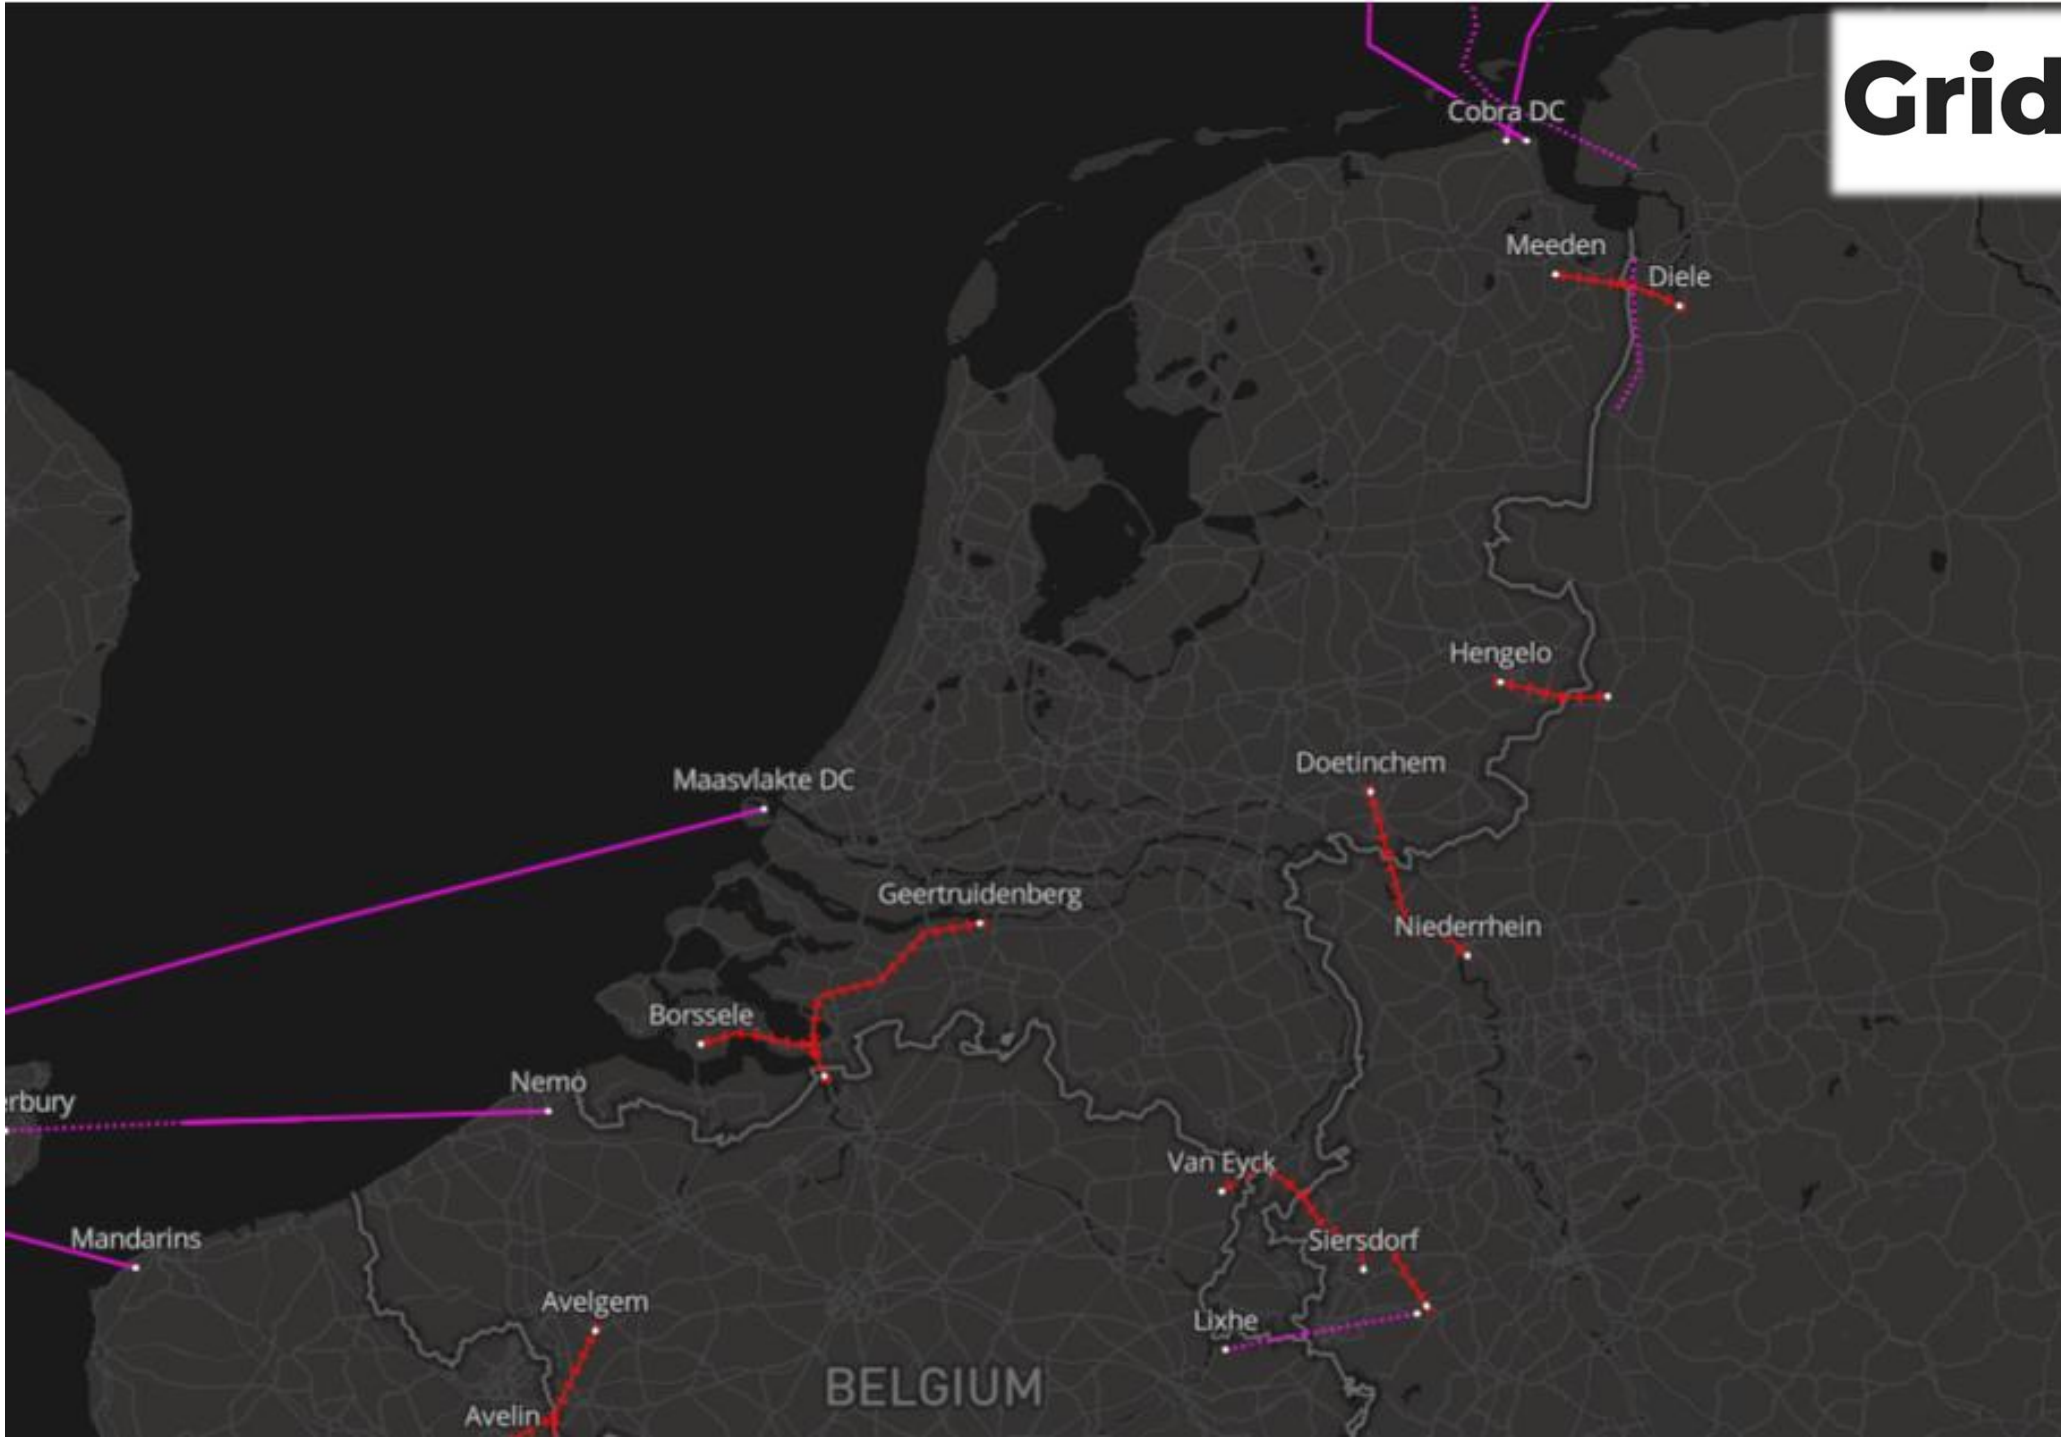 Grid
Cobra DC
Meeden
Diele
Hengelo
Doetinchem
Maasvlakte DC
Geertruidenberg
Niederrhein
Borssele
Nemo
erbury
Van Eyck
Mandarins
Siersdorf
Avelgem
Lixhe
BELGIUM
Avelin